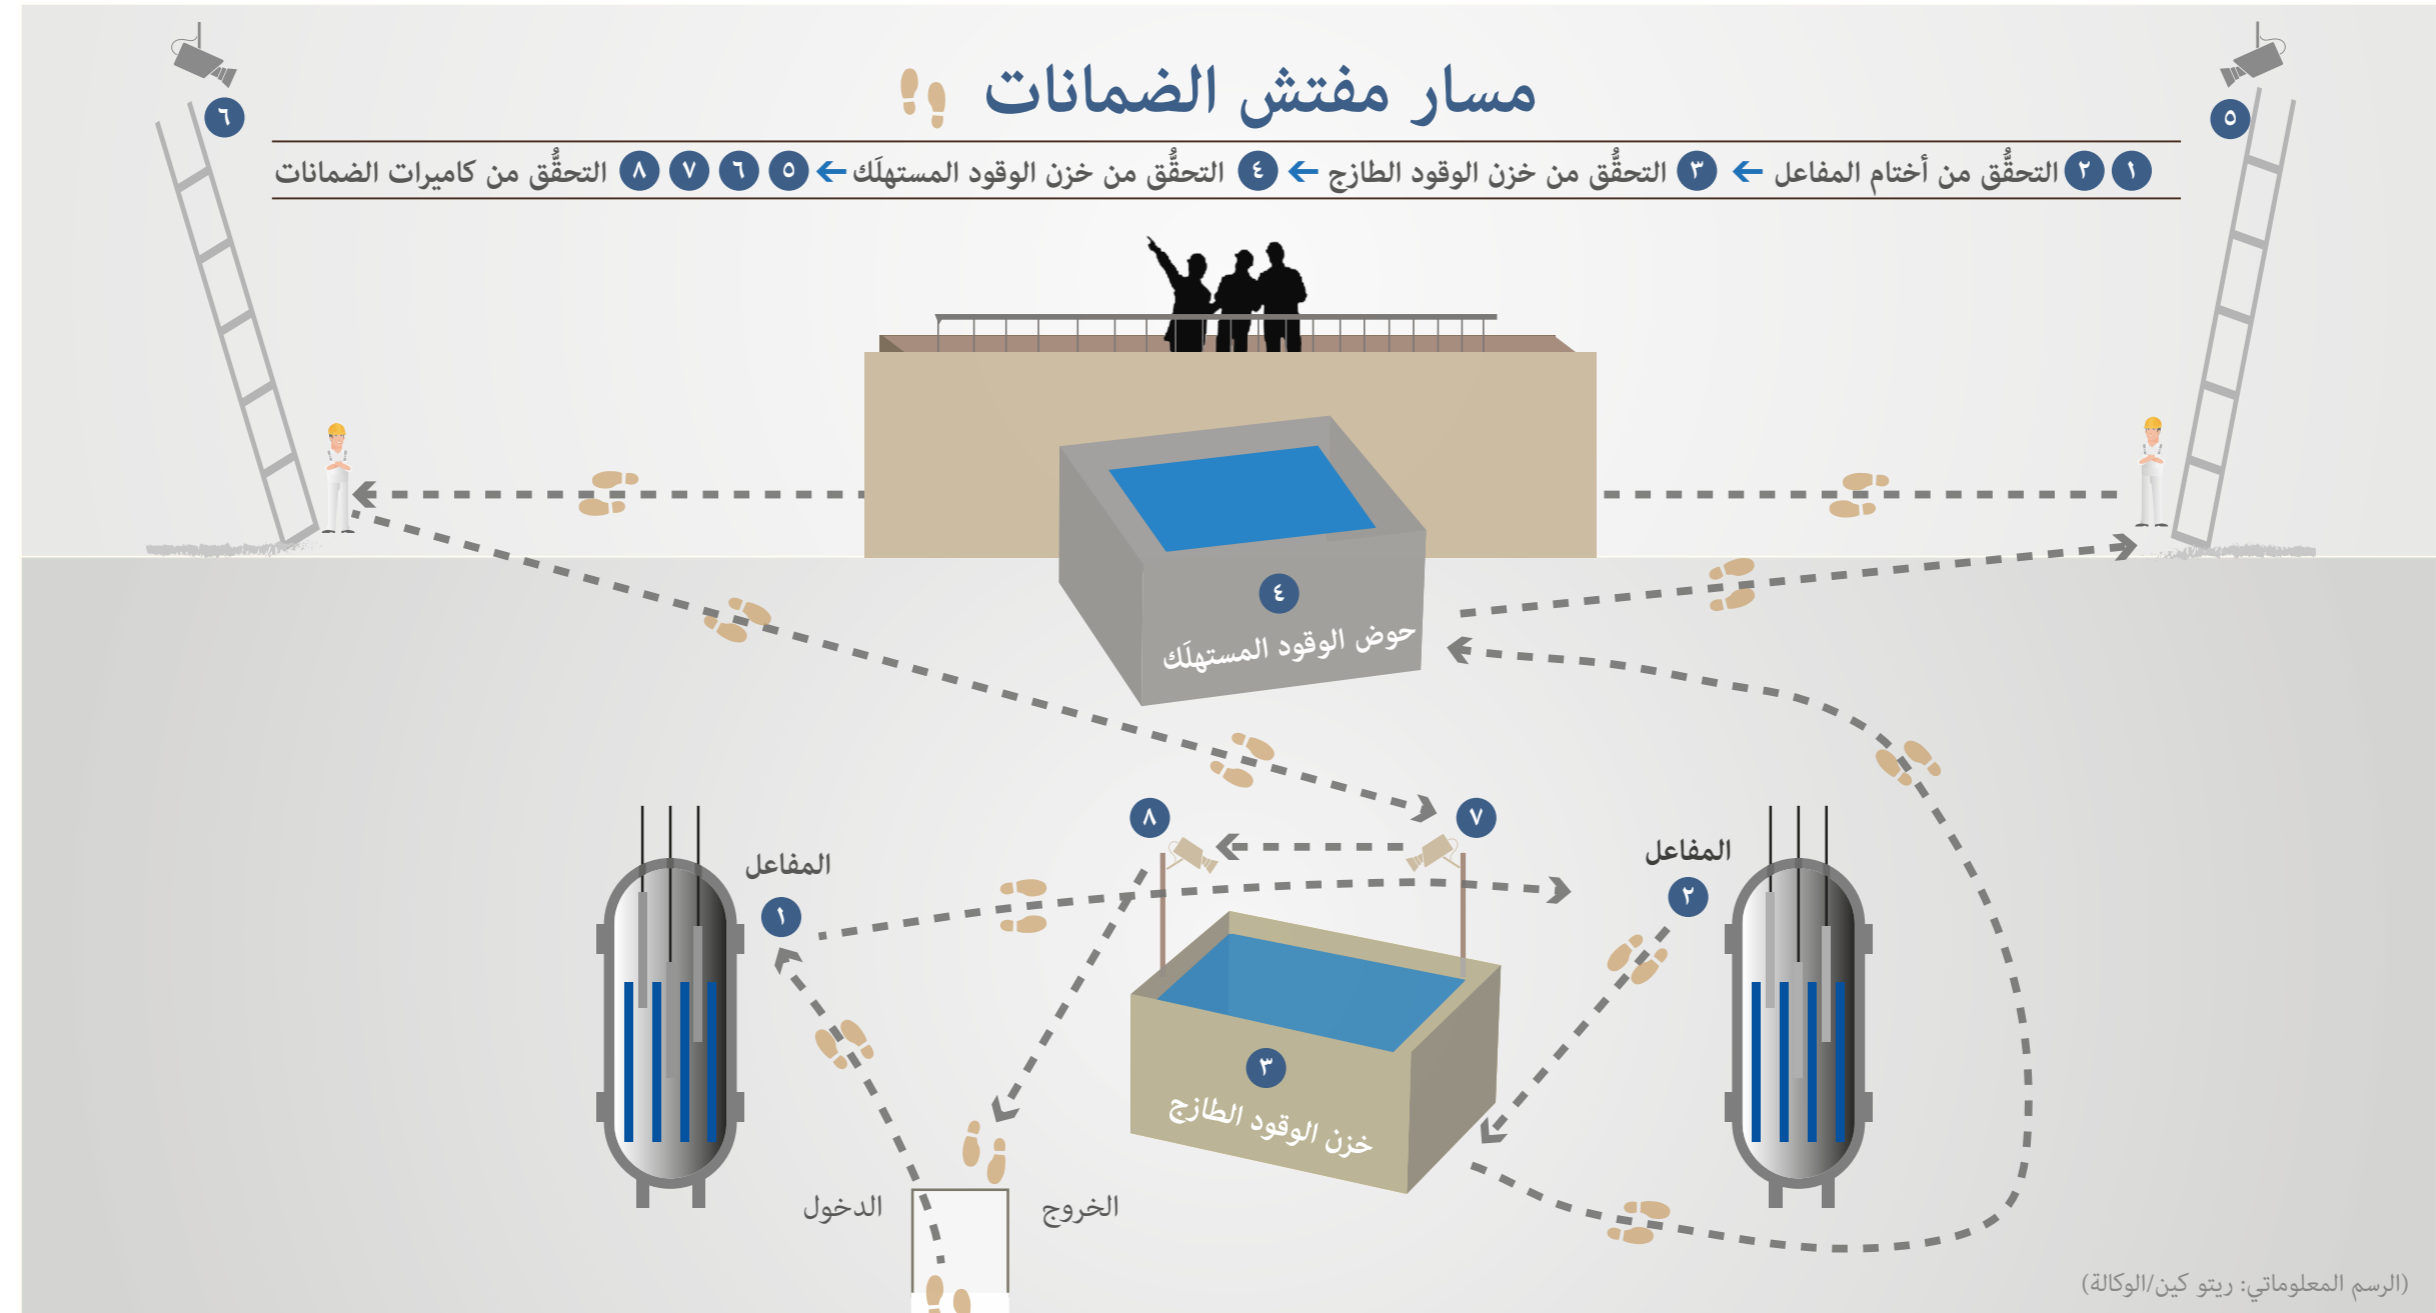 مسار مفتش الضمانات
١ ٢ التحقُّق من أختام المفاعل ← ٣ التحقُّق من خزن الوقود الطازج ← ٤ التحقُّق من خزن الوقود المستهلَك ← ٥ ٦ ٧ ٨ التحقُّق من كاميرات الضمانات
٥
٦
٤
حوض الوقود المستهلَك
٧
٨
المفاعل
٢
المفاعل
١
٣
خزن الوقود الطازج
الخروج
الدخول
(الرسم المعلوماتي: ريتو كين/الوكالة)